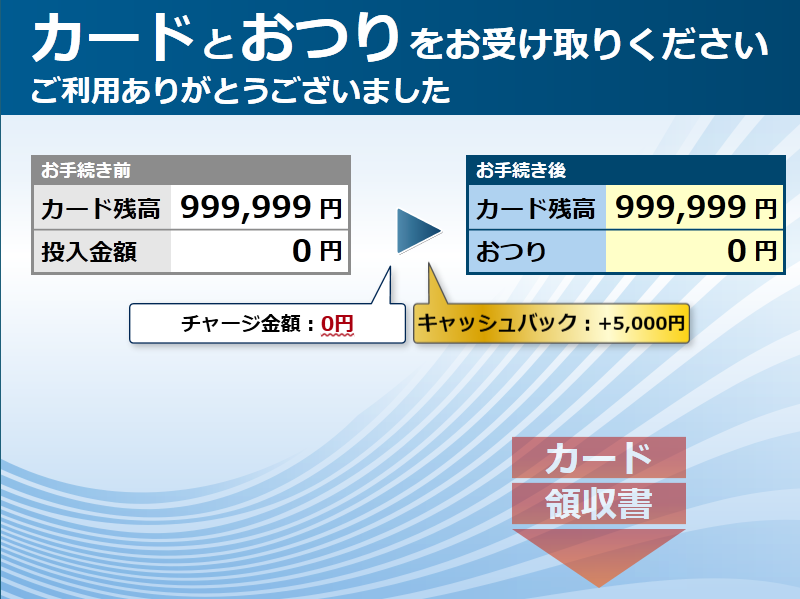 カードとおつりをお受け取りください
ご利用ありがとうございました
お手続き前
カード残高 999,999 円
投入金額 0 円
お手続き後
カード残高 999,999 円
おつり 0 円
チャージ金額：0円
キャッシュバック：+5,000円
カード
領収書